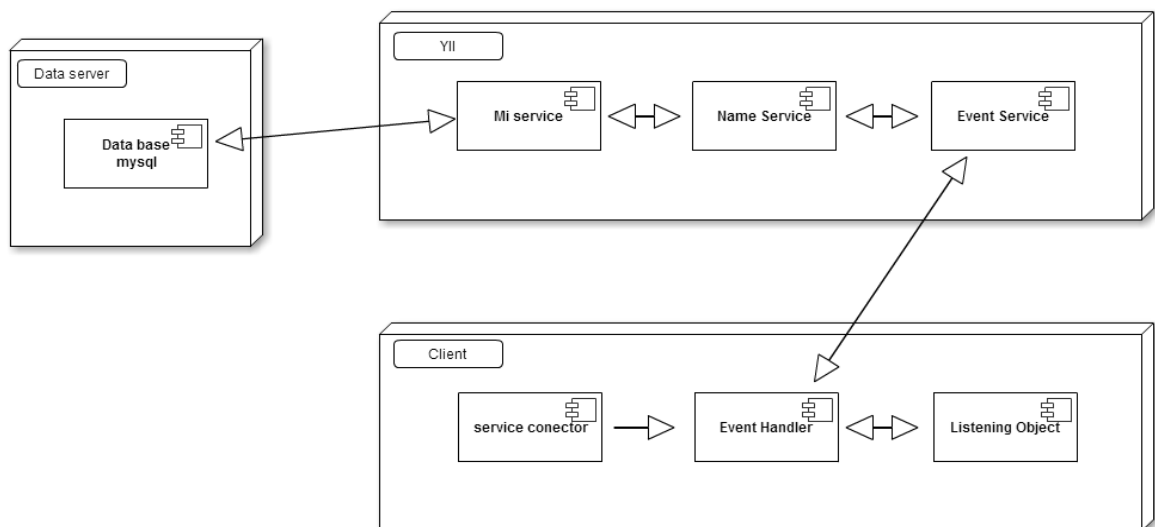 YII
Data server
Data base
mysql
Mi service
Name Service
Event Service
Client
service conector
Event Handler
Listening Object